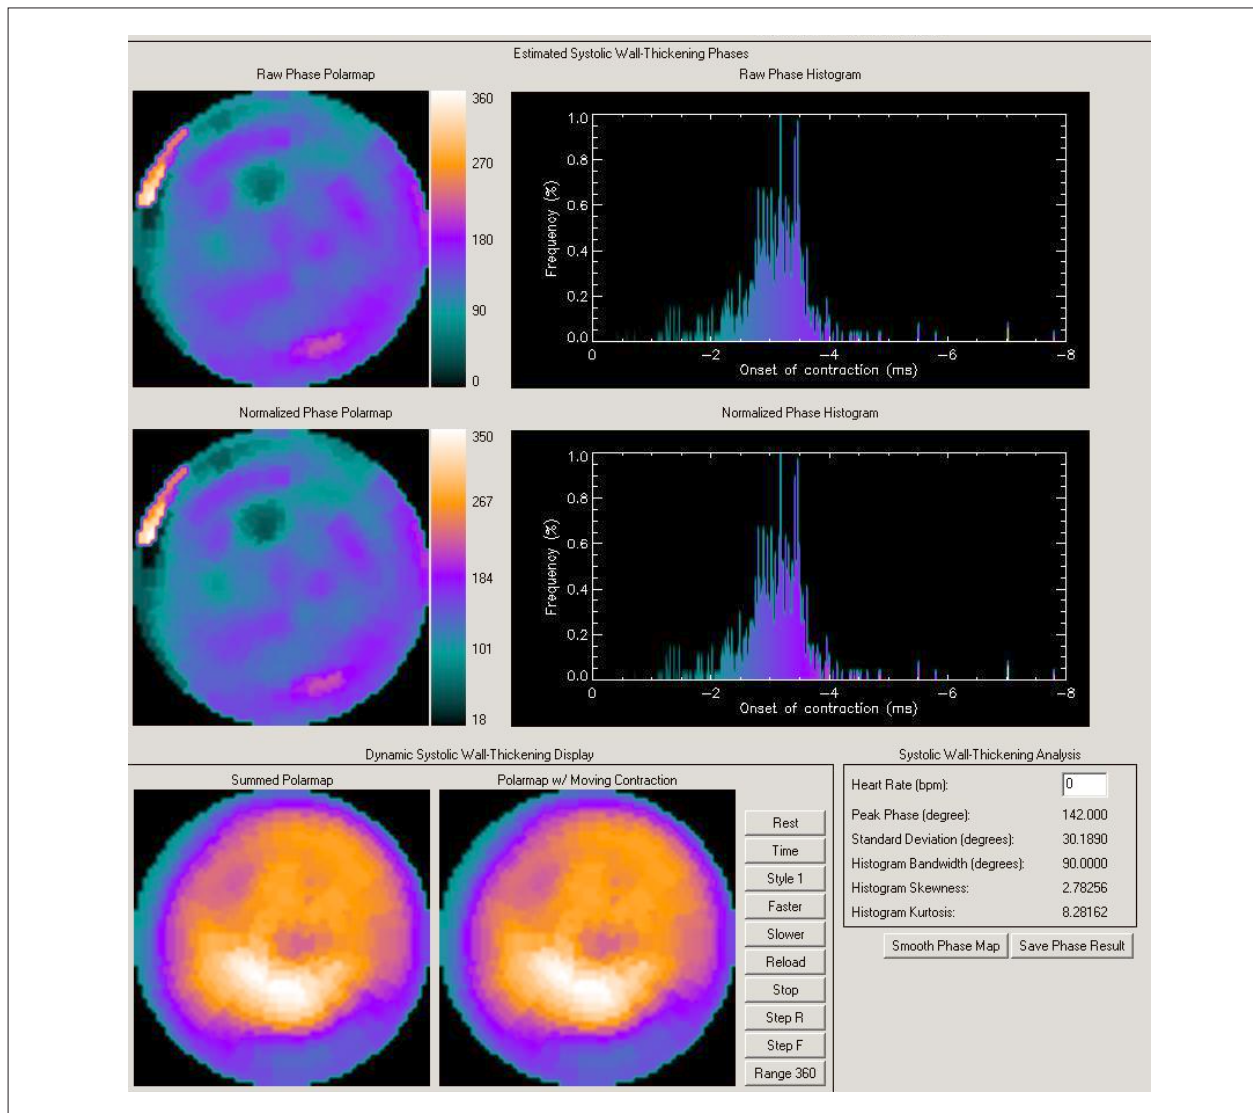 Estimated Systolic Wall-Thickening Phases
Raw Phase Polarmap
360
270
180
90
0
Raw Phase Histogram
Frequency (%)
1.0
0.8
0.6
0.4
0.2
0.0
0 −2 −4 −6 −8
Onset of contraction (ms)
Normalized Phase Polarmap
350
267
184
101
18
Normalized Phase Histogram
Frequency (%)
1.0
0.8
0.6
0.4
0.2
0.0
0 −2 −4 −6 −8
Onset of contraction (ms)
Dynamic Systolic Wall-Thickening Display
Summed Polarmap
Polarmap w/ Moving Contraction
Rest
Time
Style 1
Faster
Slower
Reload
Stop
Step R
Step F
Range 360
Systolic Wall-Thickening Analysis
Heart Rate (bpm): 0
Peak Phase (degree): 142.000
Standard Deviation (degrees): 30.1890
Histogram Bandwidth (degrees): 90.0000
Histogram Skewness: 2.78256
Histogram Kurtosis: 8.28162
Smooth Phase Map Save Phase Result